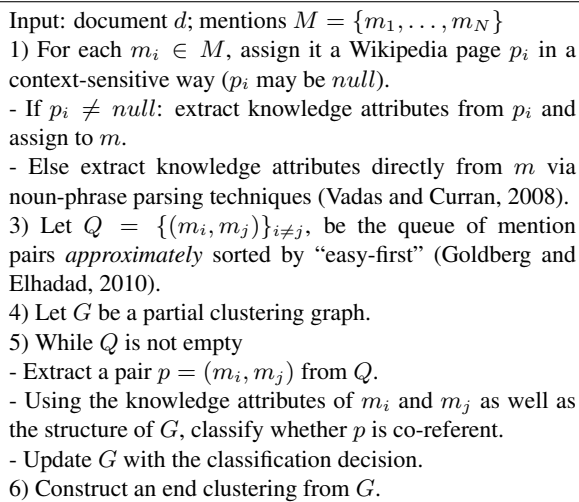 Input: document d; mentions M = {m_1, . . . , m_N}
1) For each m_i ∈ M, assign it a Wikipedia page p_i in a
context-sensitive way (p_i may be null).
- If p_i ≠ null: extract knowledge attributes from p_i and
assign to m.
- Else extract knowledge attributes directly from m via
noun-phrase parsing techniques (Vadas and Curran, 2008).
3) Let Q = {(m_i, m_j)}_{i≠j}, be the queue of mention
pairs approximately sorted by “easy-first” (Goldberg and
Elhadad, 2010).
4) Let G be a partial clustering graph.
5) While Q is not empty
- Extract a pair p = (m_i, m_j) from Q.
- Using the knowledge attributes of m_i and m_j as well as
the structure of G, classify whether p is co-referent.
- Update G with the classification decision.
6) Construct an end clustering from G.